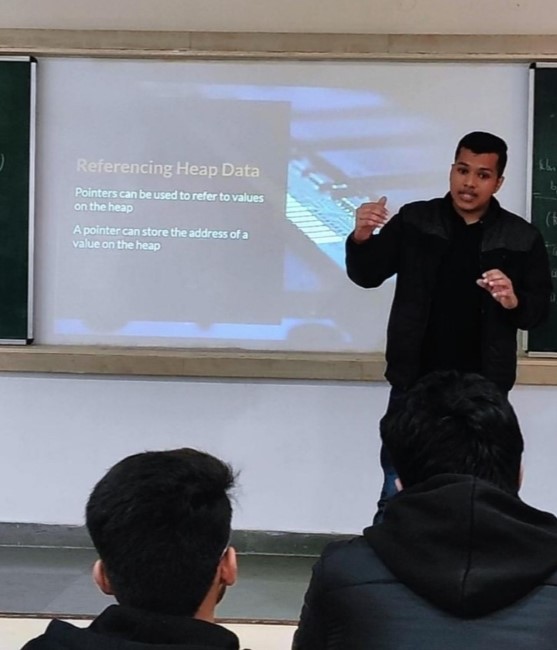 Referencing Heap Data
Pointers can be used to refer to values
on the heap
A pointer can store the address of a
value on the heap